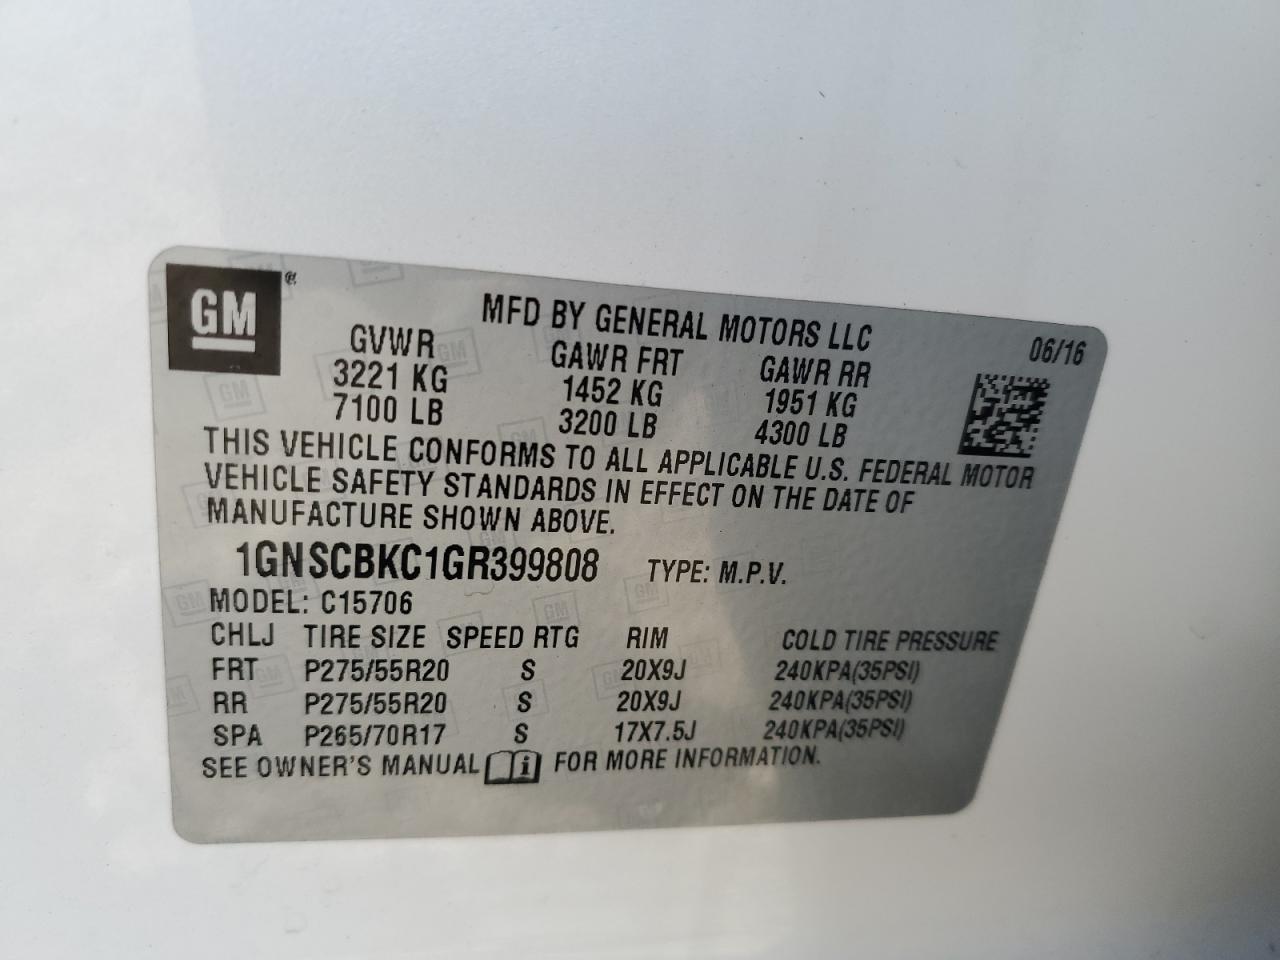 GM ®
MFD BY GENERAL MOTORS LLC 06/16
GVWR GAWR FRT GAWR RR
3221 KG 1452 KG 1951 KG
7100 LB 3200 LB 4300 LB
THIS VEHICLE CONFORMS TO ALL APPLICABLE U.S. FEDERAL MOTOR
VEHICLE SAFETY STANDARDS IN EFFECT ON THE DATE OF
MANUFACTURE SHOWN ABOVE.
1GNSCBKC1GR399808 TYPE: M.P.V.
MODEL: C15706
CHLJ TIRE SIZE SPEED RTG RIM COLD TIRE PRESSURE
FRT P275/55R20 S 20X9J 240KPA(35PSI)
RR P275/55R20 S 20X9J 240KPA(35PSI)
SPA P265/70R17 S 17X7.5J 240KPA(35PSI)
SEE OWNER'S MANUAL i FOR MORE INFORMATION.